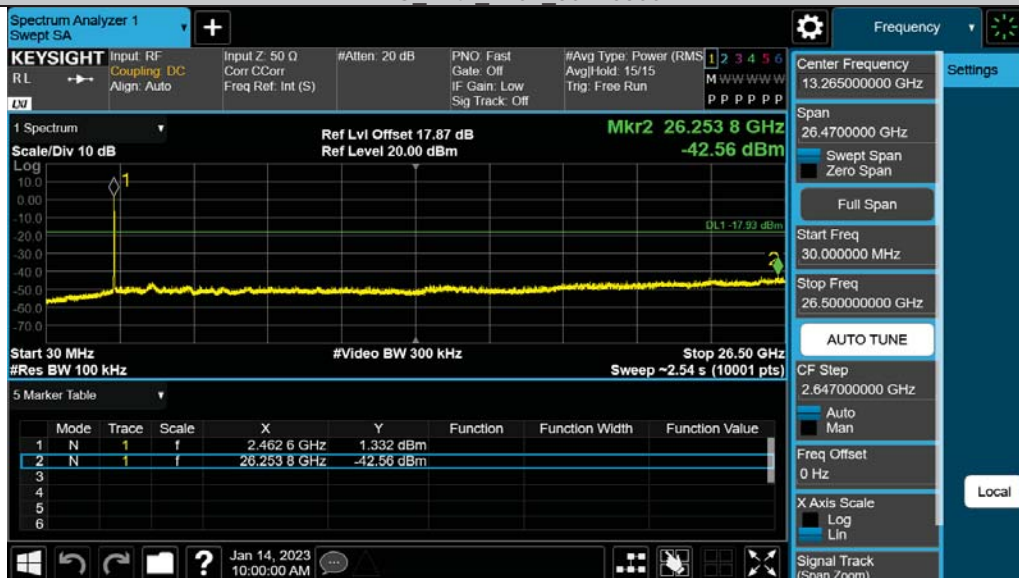 Spectrum Analyzer 1
Swept SA
+
Frequency
KEYSIGHT
RL
LXI
Input: RF
Coupling: DC
Align: Auto
Input Z: 50 Ω
Corr CCorr
Freq Ref: Int (S)
#Atten: 20 dB
PNO: Fast
Gate: Off
IF Gain: Low
Sig Track: Off
#Avg Type: Power (RMS
Avg|Hold: 15/15
Trig: Free Run
1 2 3 4 5 6
M W W W W W
P P P P P P
1 Spectrum
Scale/Div 10 dB
Ref Lvl Offset 17.87 dB
Ref Level 20.00 dBm
Mkr2 26.253 8 GHz
-42.56 dBm
Log
10.0
0.00
-10.0
-20.0
-30.0
-40.0
-50.0
-60.0
-70.0
1
DL1 -17.93 dBm
2
Start 30 MHz
#Res BW 100 kHz
#Video BW 300 kHz
Stop 26.50 GHz
Sweep ~2.54 s (10001 pts)
5 Marker Table
Mode Trace Scale X Y Function Function Width Function Value
1 N 1 f 2.462 6 GHz 1.332 dBm
2 N 1 f 26.253 8 GHz -42.56 dBm
3
4
5
6
?
Jan 14, 2023
10:00:00 AM
Center Frequency
13.265000000 GHz
Span
26.4700000 GHz
Swept Span
Zero Span
Full Span
Start Freq
30.000000 MHz
Stop Freq
26.500000000 GHz
AUTO TUNE
CF Step
2.647000000 GHz
Auto
Man
Freq Offset
0 Hz
X Axis Scale
Log
Lin
Signal Track
(Span Zoom)
Settings
Local